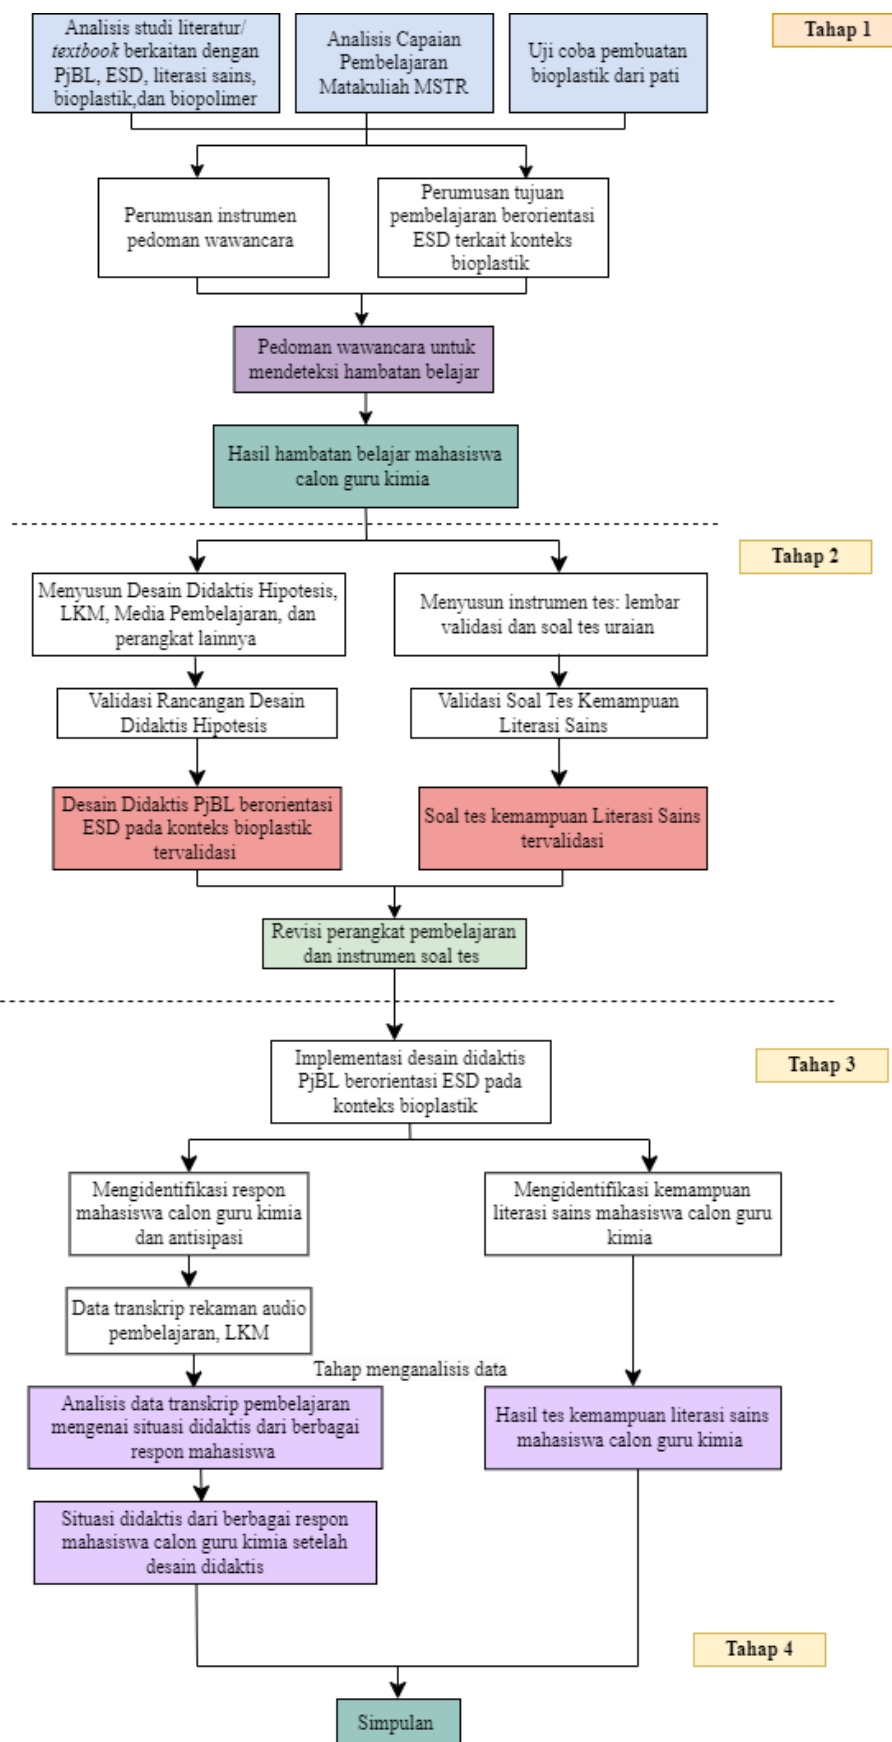 Analisis studi literatur/
textbook berkaitan dengan
PjBL, ESD, literasi sains,
bioplastik,dan biopolimer
Analisis Capaian
Pembelajaran
Matakuliah MSTR
Uji coba pembuatan
bioplastik dari pati
Tahap 1
Perumusan instrumen
pedoman wawancara
Perumusan tujuan
pembelajaran berorientasi
ESD terkait konteks
bioplastik
Pedoman wawancara untuk
mendeteksi hambatan belajar
Hasil hambatan belajar mahasiswa
calon guru kimia
Tahap 2
Menyusun Desain Didaktis Hipotesis,
LKM, Media Pembelajaran, dan
perangkat lainnya
Menyusun instrumen tes: lembar
validasi dan soal tes uraian
Validasi Rancangan Desain
Didaktis Hipotesis
Validasi Soal Tes Kemampuan
Literasi Sains
Desain Didaktis PjBL berorientasi
ESD pada konteks bioplastik
tervalidasi
Soal tes kemampuan Literasi Sains
tervalidasi
Revisi perangkat pembelajaran
dan instrumen soal tes
Tahap 3
Implementasi desain didaktis
PjBL berorientasi ESD pada
konteks bioplastik
Mengidentifikasi respon
mahasiswa calon guru kimia
dan antisipasi
Mengidentifikasi kemampuan
literasi sains mahasiswa calon guru
kimia
Data transkrip rekaman audio
pembelajaran, LKM
Tahap menganalisis data
Analisis data transkrip pembelajaran
mengenai situasi didaktis dari berbagai
respon mahasiswa
Hasil tes kemampuan literasi sains
mahasiswa calon guru kimia
Situasi didaktis dari berbagai respon
mahasiswa calon guru kimia setelah
desain didaktis
Tahap 4
Simpulan